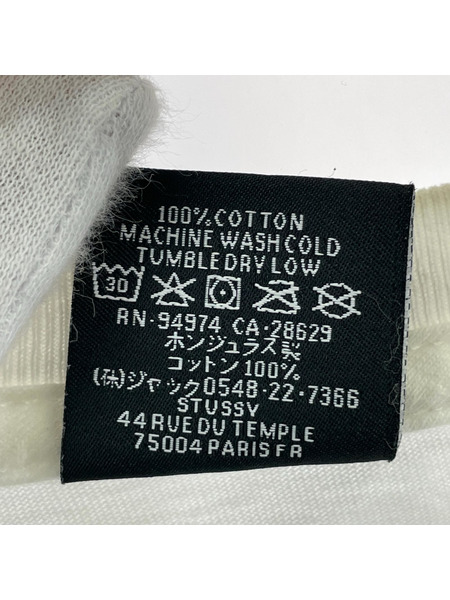 100% COTTON
MACHINE WASH COLD
TUMBLE DRY LOW
30
RN-94974 CA-28629
ホンジュラス製
コットン100%
(株)ジャック0548-22-7366
STUSSY
44 RUE DU TEMPLE
75004 PARIS FR